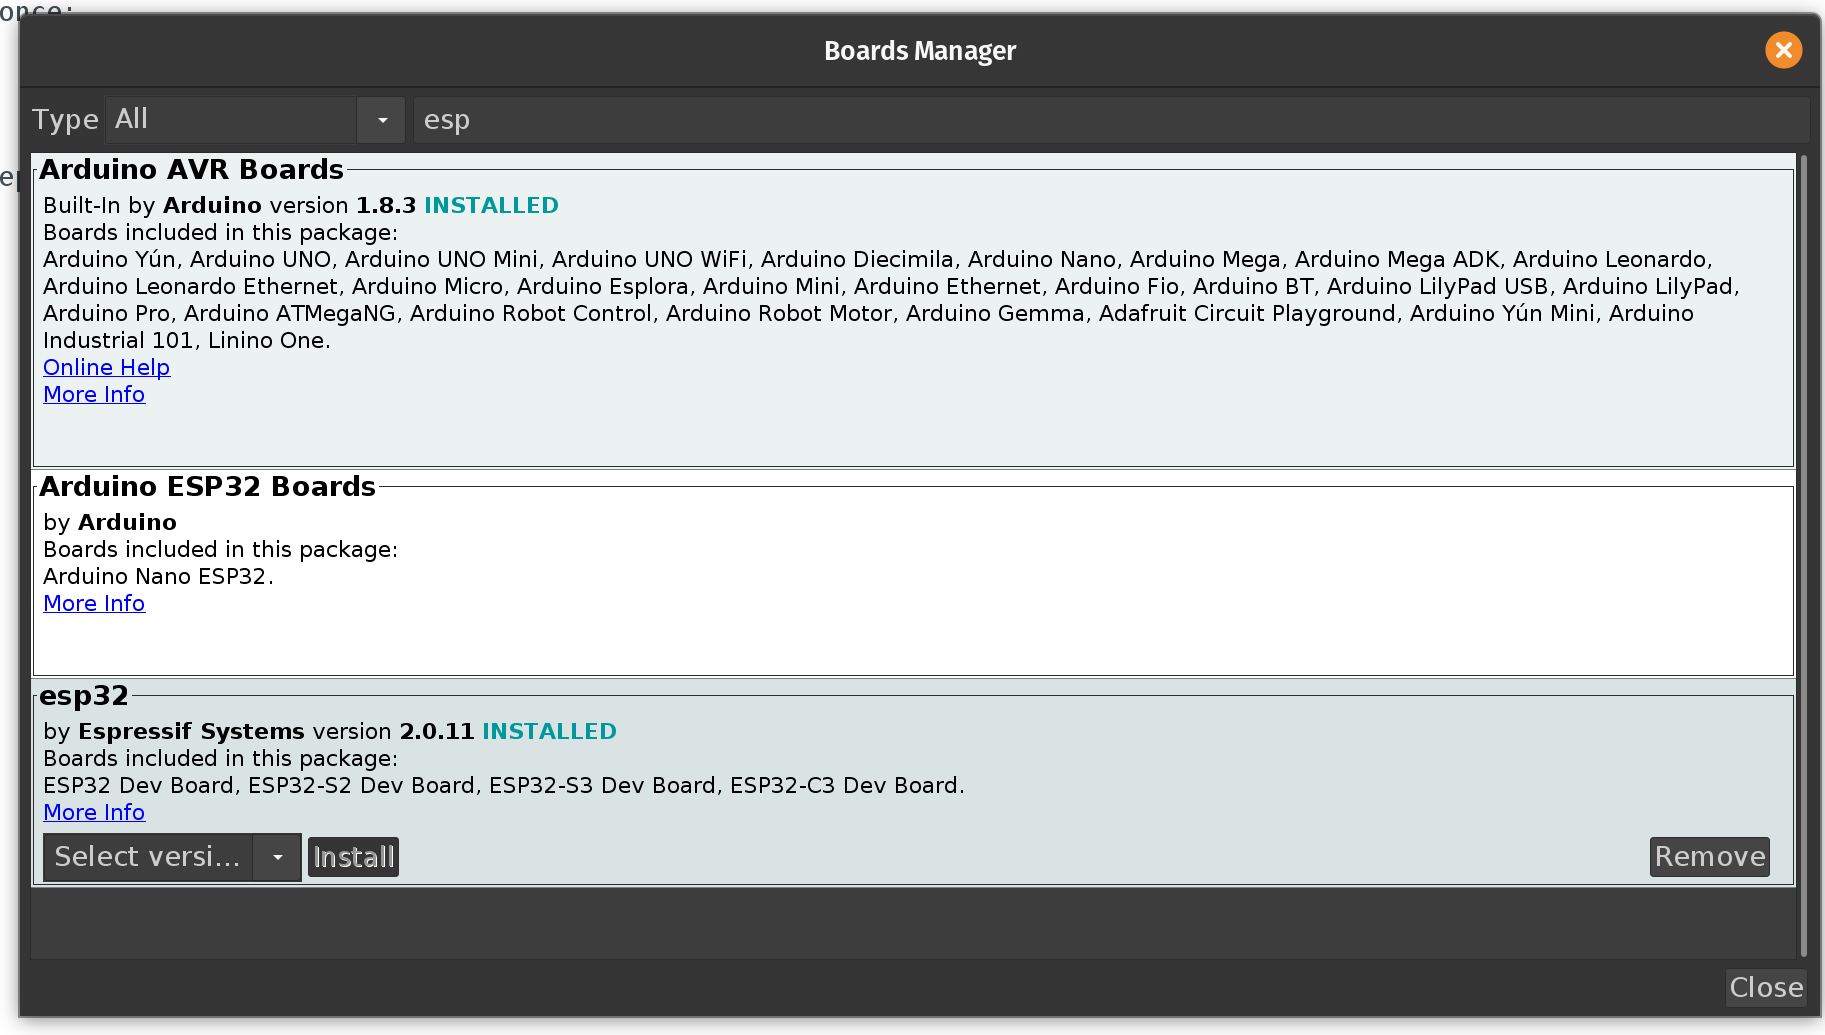 once:
Boards Manager
Type All esp
Arduino AVR Boards
Built-In by Arduino version 1.8.3 INSTALLED
Boards included in this package:
Arduino Yún, Arduino UNO, Arduino UNO Mini, Arduino UNO WiFi, Arduino Diecimila, Arduino Nano, Arduino Mega, Arduino Mega ADK, Arduino Leonardo,
Arduino Leonardo Ethernet, Arduino Micro, Arduino Esplora, Arduino Mini, Arduino Ethernet, Arduino Fio, Arduino BT, Arduino LilyPad USB, Arduino LilyPad,
Arduino Pro, Arduino ATMegaNG, Arduino Robot Control, Arduino Robot Motor, Arduino Gemma, Adafruit Circuit Playground, Arduino Yún Mini, Arduino
Industrial 101, Linino One.
Online Help
More Info
Arduino ESP32 Boards
by Arduino
Boards included in this package:
Arduino Nano ESP32.
More Info
esp32
by Espressif Systems version 2.0.11 INSTALLED
Boards included in this package:
ESP32 Dev Board, ESP32-S2 Dev Board, ESP32-S3 Dev Board, ESP32-C3 Dev Board.
More Info
Select versi... Install Remove
Close